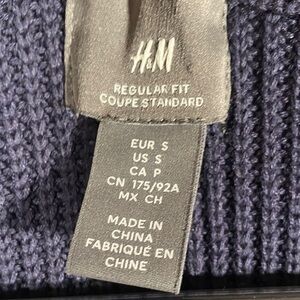 H&M
REGULAR FIT
COUPE STANDARD
EUR S
US S
CA P
CN 175/92A
MX CH
MADE IN
CHINA
FABRIQUÉ EN
CHINE